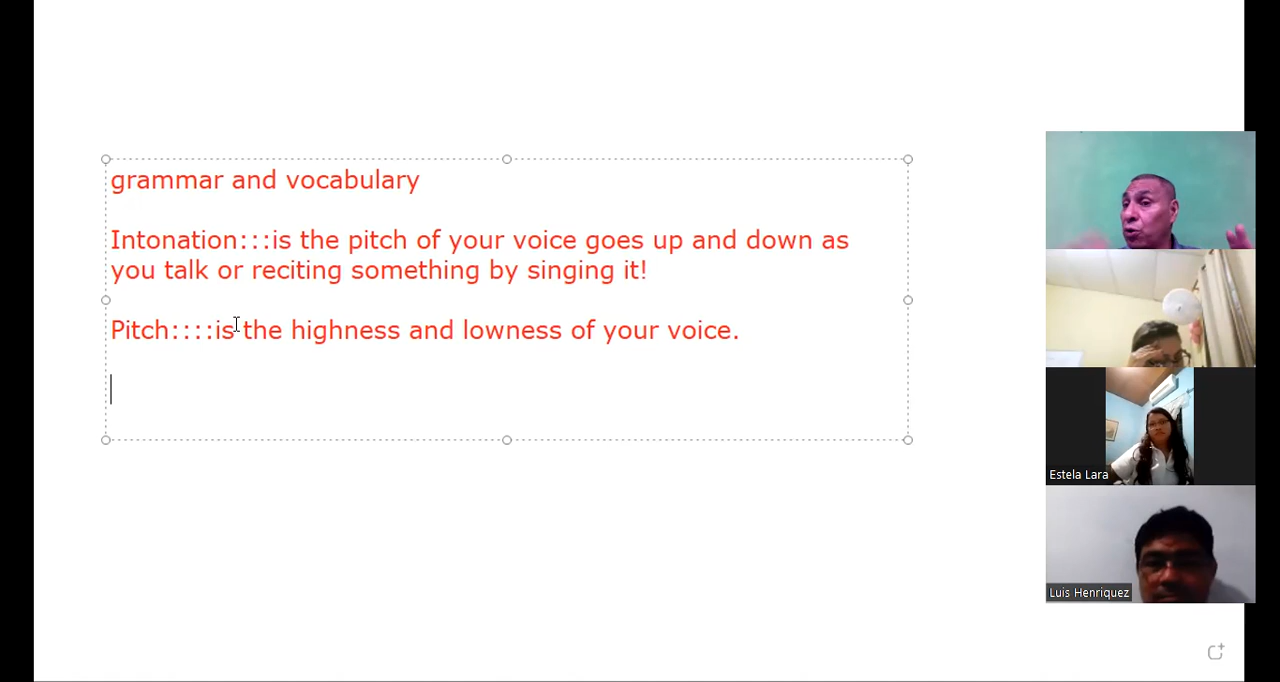 grammar and vocabulary
Intonation:::is the pitch of your voice goes up and down as
you talk or reciting something by singing it!
Pitch::::is the highness and lowness of your voice.
Estela Lara
Luis Henriquez